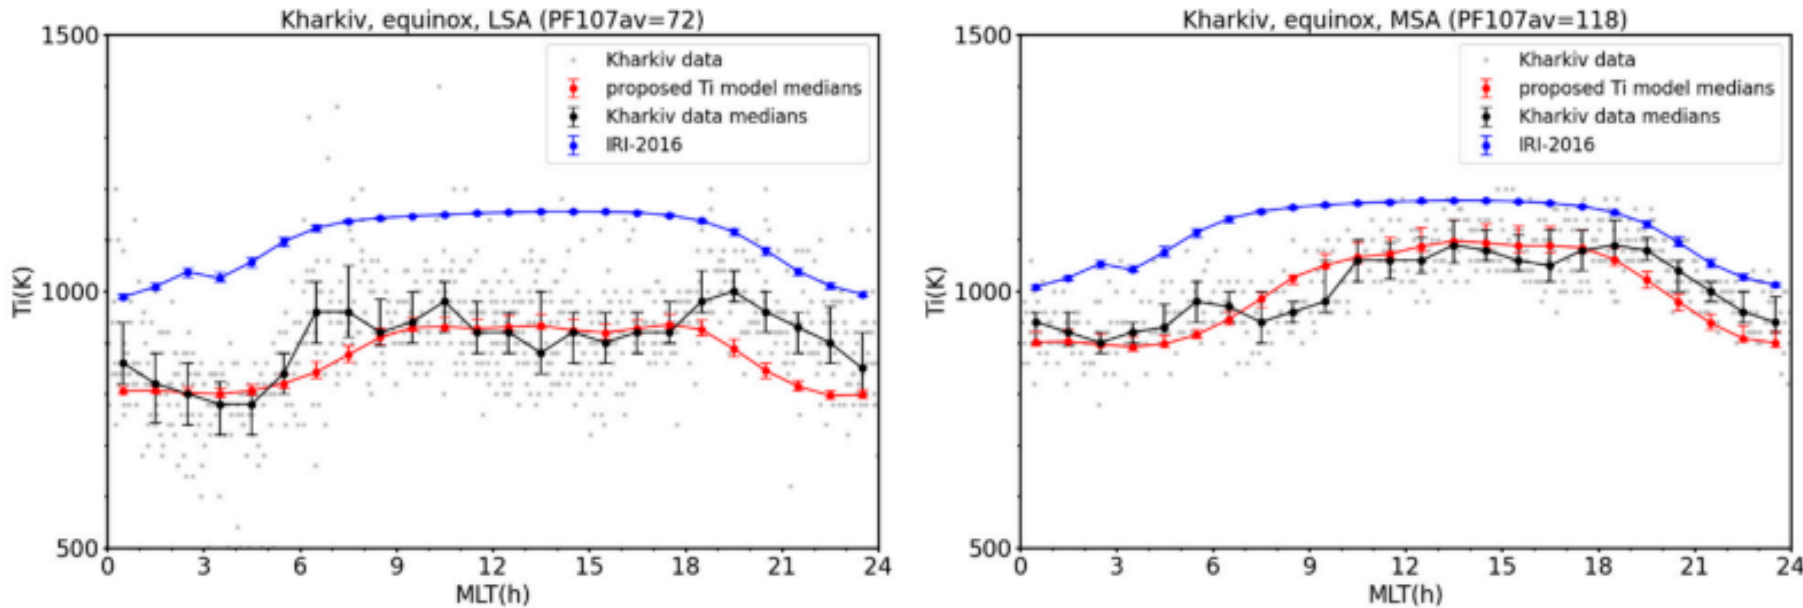 Kharkiv, equinox, LSA (PF107av=72)
1500
1000
500
Ti(K)
Kharkiv data
proposed Ti model medians
Kharkiv data medians
IRI-2016
0 3 6 9 12 15 18 21 24
MLT(h)
Kharkiv, equinox, MSA (PF107av=118)
1500
1000
500
Ti(K)
Kharkiv data
proposed Ti model medians
Kharkiv data medians
IRI-2016
0 3 6 9 12 15 18 21 24
MLT(h)